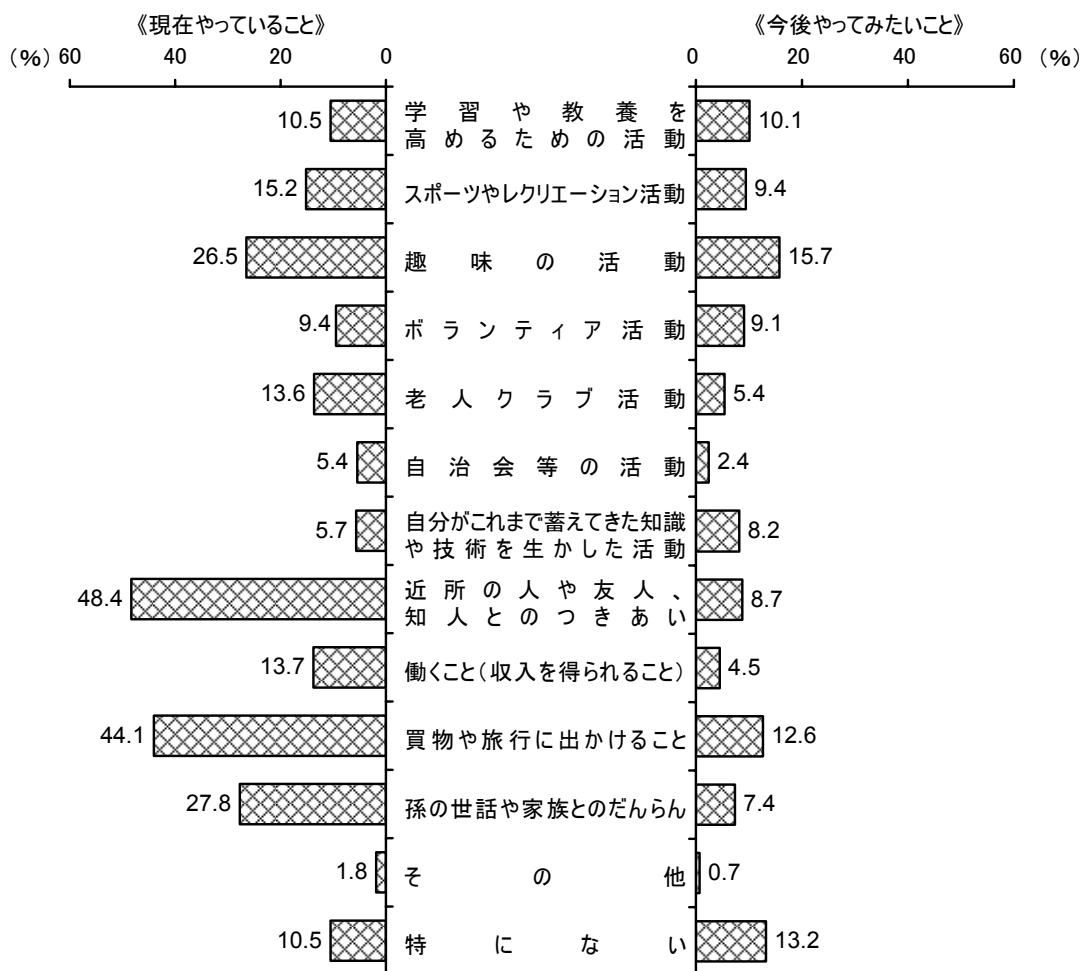 《現在やっていること》 《今後やってみたいこと》
(%) 60 40 20 0 0 20 40 60 (%)
10.5 学習や教養を 10.1
高めるための活動
15.2 スポーツやレクリエーション活動 9.4
26.5 趣味の活動 15.7
9.4 ボランティア活動 9.1
13.6 老人クラブ活動 5.4
5.4 自治会等の活動 2.4
5.7 自分がこれまで蓄えてきた知識 8.2
や技術を生かした活動
48.4 近所の人や友人、 8.7
知人とのつきあい
13.7 働くこと(収入を得られること) 4.5
44.1 買物や旅行に出かけること 12.6
27.8 孫の世話や家族とのだんらん 7.4
1.8 その他 0.7
10.5 特にない 13.2